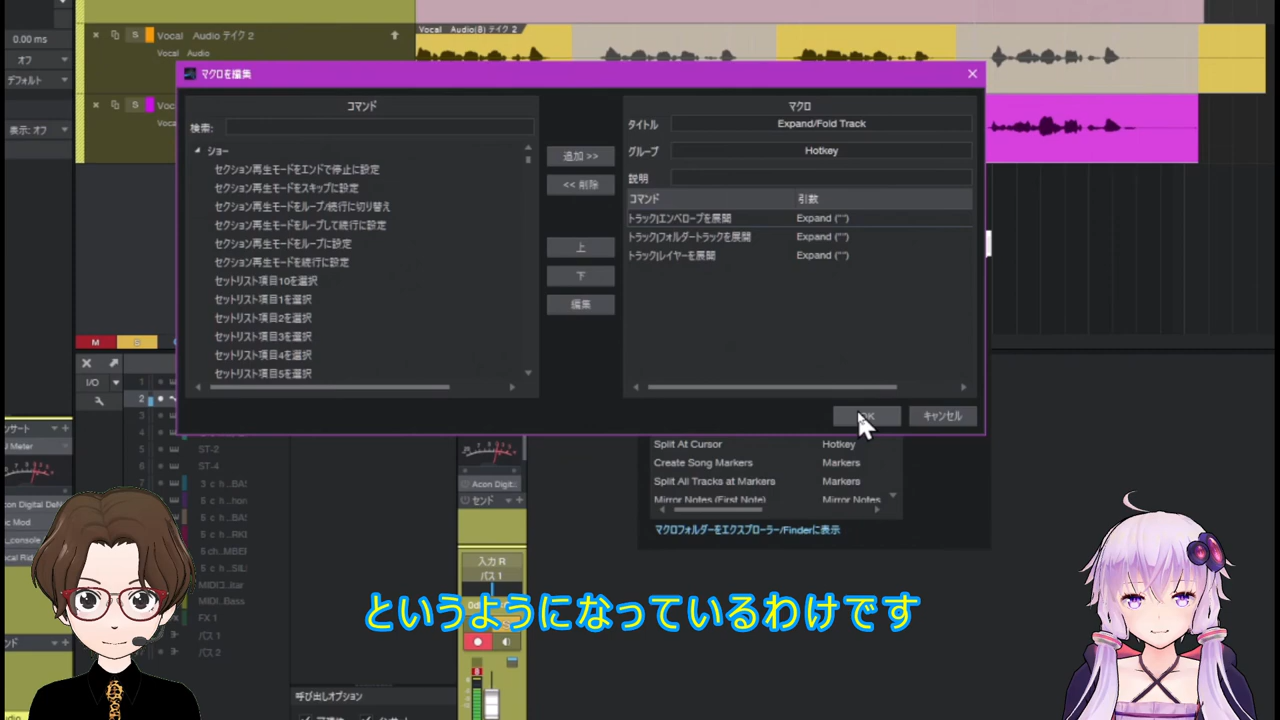 0.00 ms
オフ
デフォルト
表示: オフ
Vocal Audio テイク 2
Vocal Audio
Vocal Audio(8) テイク 2
マクロを編集
コマンド
検索:
ショー
セクション再生モードをエンドで停止に設定
セクション再生モードをスキップに設定
セクション再生モードをループ/続行に切り替え
セクション再生モードをループして続行に設定
セクション再生モードをループに設定
セクション再生モードを続行に設定
セットリスト項目10を選択
セットリスト項目1を選択
セットリスト項目2を選択
セットリスト項目3を選択
セットリスト項目4を選択
セットリスト項目5を選択
追加 >>
<< 削除
上
下
編集
マクロ
タイトル Expand/Fold Track
グループ Hotkey
説明
コマンド 引数
トラック|エンベロープを展開 Expand ("")
トラック|フォルダートラックを展開 Expand ("")
トラック|レイヤーを展開 Expand ("")
OK
キャンセル
Split At Cursor Hotkey
Create Song Markers Markers
Split All Tracks at Markers Markers
Mirror Notes (First Note) Mirror Notes
マクロフォルダーをエクスプローラー/Finderに表示
M
S
I/O
1
2
3
4
5 ST-2
6 ST-4
FX 1
バス 1
バス 2
Acon Digit..
センド
入力 R
バス 1
呼び出しオプション
というようになっているわけです